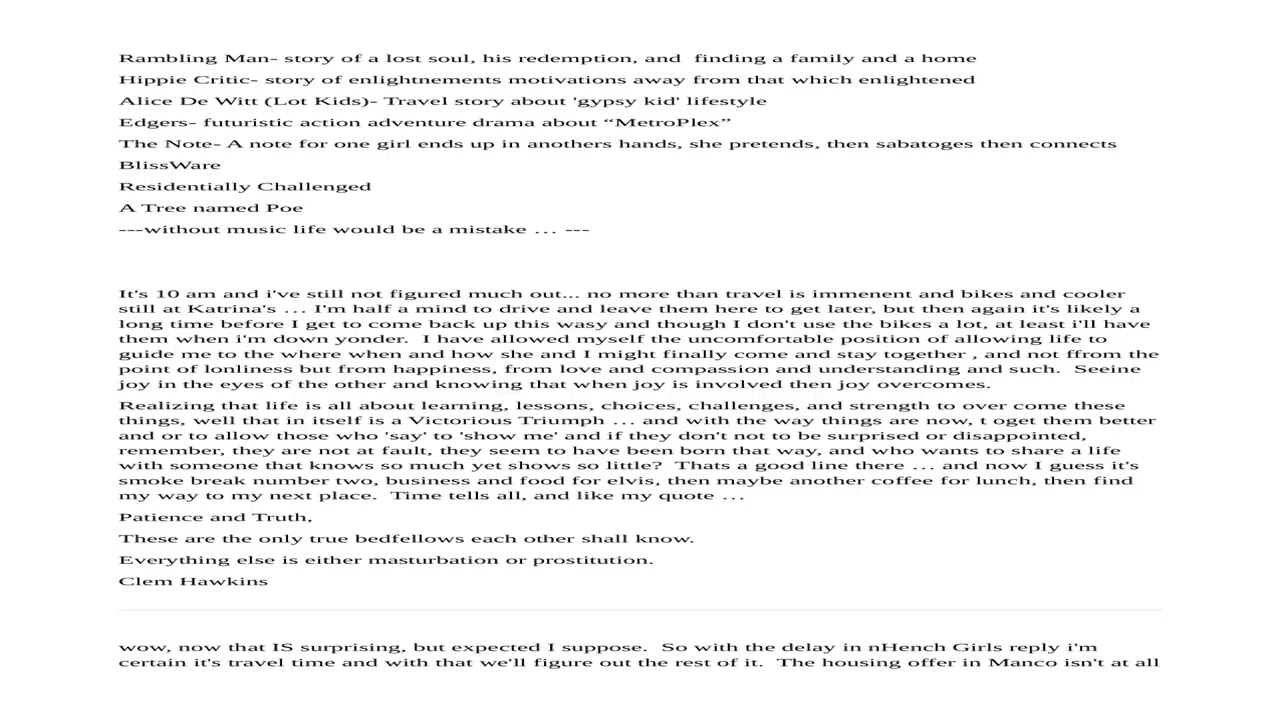 Rambling Man- story of a lost soul, his redemption, and  finding a family and a home
Hippie Critic- story of enlightnements motivations away from that which enlightened
Alice De Witt (Lot Kids)- Travel story about 'gypsy kid' lifestyle
Edgers- futuristic action adventure drama about “MetroPlex”
The Note- A note for one girl ends up in anothers hands, she pretends, then sabatoges then connects
BlissWare
Residentially Challenged
A Tree named Poe
---without music life would be a mistake … ---
It's 10 am and i've still not figured much out... no more than travel is immenent and bikes and cooler
still at Katrina's … I'm half a mind to drive and leave them here to get later, but then again it's likely a
long time before I get to come back up this wasy and though I don't use the bikes a lot, at least i'll have
them when i'm down yonder.  I have allowed myself the uncomfortable position of allowing life to
guide me to the where when and how she and I might finally come and stay together , and not ffrom the
point of lonliness but from happiness, from love and compassion and understanding and such.  Seeine
joy in the eyes of the other and knowing that when joy is involved then joy overcomes.
Realizing that life is all about learning, lessons, choices, challenges, and strength to over come these
things, well that in itself is a Victorious Triumph … and with the way things are now, t oget them better
and or to allow those who 'say' to 'show me' and if they don't not to be surprised or disappointed,
remember, they are not at fault, they seem to have been born that way, and who wants to share a life
with someone that knows so much yet shows so little?  Thats a good line there … and now I guess it's
smoke break number two, business and food for elvis, then maybe another coffee for lunch, then find
my way to my next place.  Time tells all, and like my quote …
Patience and Truth,
These are the only true bedfellows each other shall know.
Everything else is either masturbation or prostitution.
Clem Hawkins
wow, now that IS surprising, but expected I suppose.  So with the delay in nHench Girls reply i'm
certain it's travel time and with that we'll figure out the rest of it.  The housing offer in Manco isn't at all